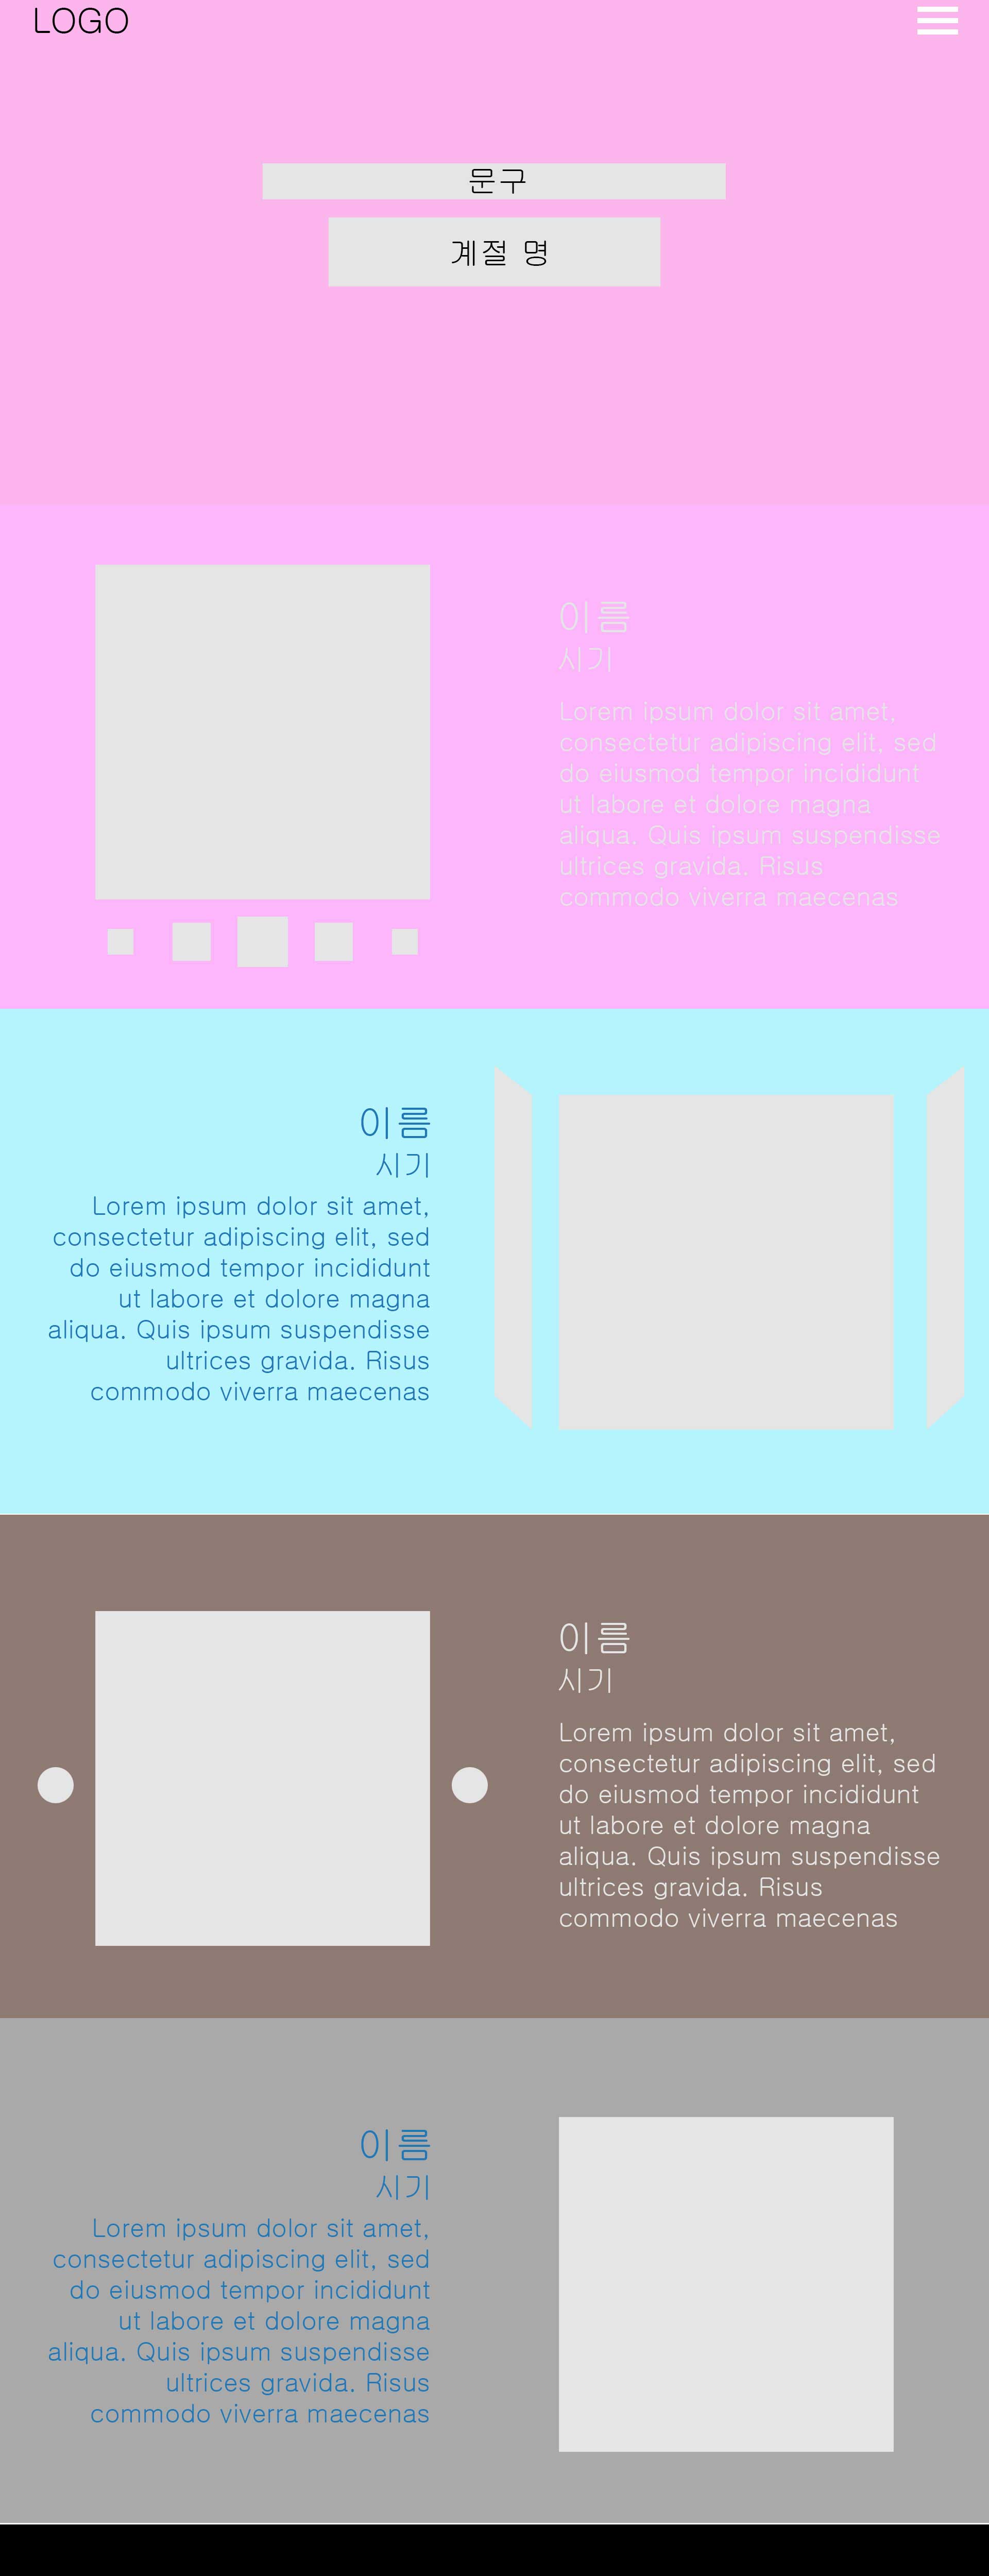 LOGO
문구
계절 명
이름
시기
Lorem ipsum dolor sit amet,
consectetur adipiscing elit, sed
do eiusmod tempor incididunt
ut labore et dolore magna
aliqua. Quis ipsum suspendisse
ultrices gravida. Risus
commodo viverra maecenas
이름
시기
Lorem ipsum dolor sit amet,
consectetur adipiscing elit, sed
do eiusmod tempor incididunt
ut labore et dolore magna
aliqua. Quis ipsum suspendisse
ultrices gravida. Risus
commodo viverra maecenas
이름
시기
Lorem ipsum dolor sit amet,
consectetur adipiscing elit, sed
do eiusmod tempor incididunt
ut labore et dolore magna
aliqua. Quis ipsum suspendisse
ultrices gravida. Risus
commodo viverra maecenas
이름
시기
Lorem ipsum dolor sit amet,
consectetur adipiscing elit, sed
do eiusmod tempor incididunt
ut labore et dolore magna
aliqua. Quis ipsum suspendisse
ultrices gravida. Risus
commodo viverra maecenas